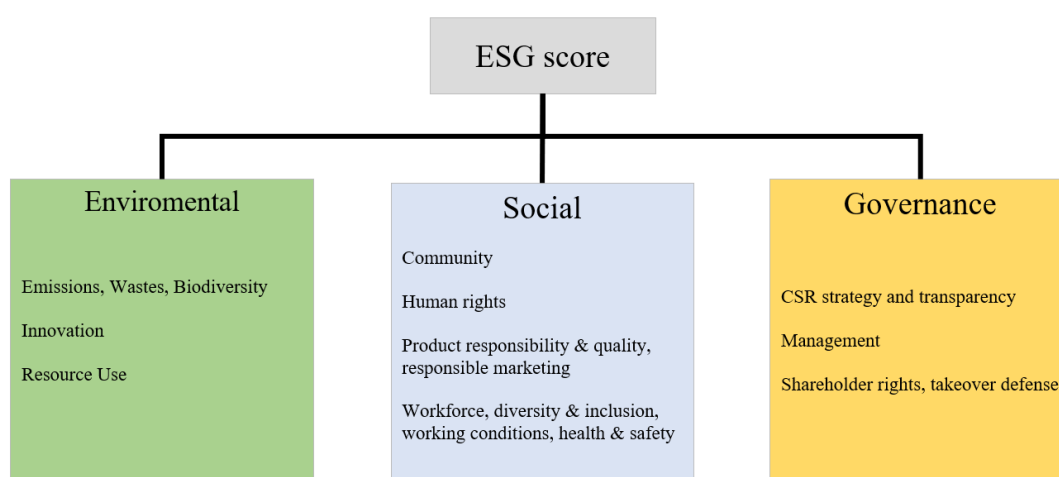 ESG score
Enviromental
Emissions, Wastes, Biodiversity
Innovation
Resource Use
Social
Community
Human rights
Product responsibility & quality,
responsible marketing
Workforce, diversity & inclusion,
working conditions, health & safety
Governance
CSR strategy and transparency
Management
Shareholder rights, takeover defense